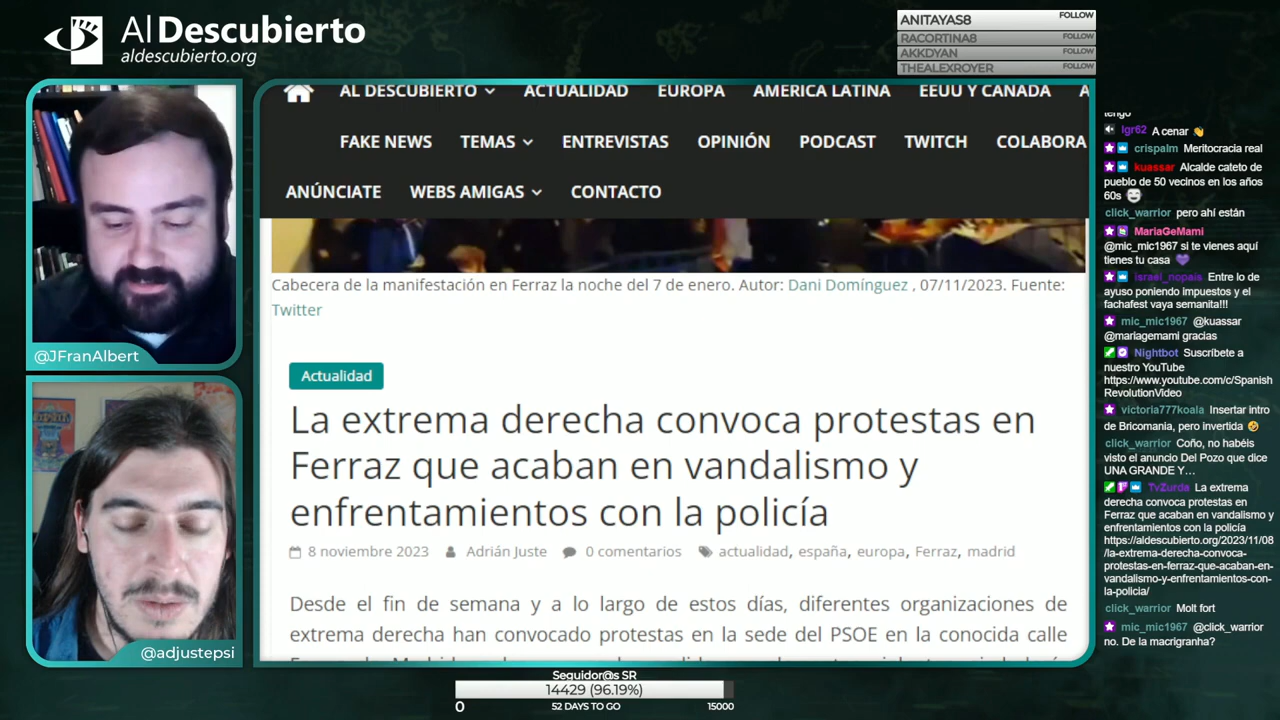 Al Descubierto
aldescubierto.org
ANITAYAS8 FOLLOW
RACORTINA8 FOLLOW
AKKDYAN FOLLOW
THEALEXROYER FOLLOW
@JFranAlbert
@adjustepsi
AL DESCUBIERTO ACTUALIDAD EUROPA AMÉRICA LATINA EEUU Y CANADA A
FAKE NEWS TEMAS ENTREVISTAS OPINIÓN PODCAST TWITCH COLABORA
ANÚNCIATE WEBS AMIGAS CONTACTO
Cabecera de la manifestación en Ferraz la noche del 7 de enero. Autor: Dani Domínguez , 07/11/2023. Fuente:
Twitter
Actualidad
La extrema derecha convoca protestas en
Ferraz que acaban en vandalismo y
enfrentamientos con la policía
8 noviembre 2023 Adrián Juste 0 comentarios actualidad, españa, europa, Ferraz, madrid
Desde el fin de semana y a lo largo de estos días, diferentes organizaciones de
extrema derecha han convocado protestas en la sede del PSOE en la conocida calle
tengo
lgr62 A cenar
crispalm Meritocracia real
kuassar Alcalde cateto de
pueblo de 50 vecinos en los años
60s
click_warrior pero ahí están
MariaGeMami
@mic_mic1967 si te vienes aquí
tienes tu casa
israel_nopais Entre lo de
ayuso poniendo impuestos y el
fachafest vaya semanita!!!
mic_mic1967 @kuassar
@mariagemami gracias
Nightbot Suscríbete a
nuestro YouTube
https://www.youtube.com/c/Spanish
RevolutionVideo
victoria777koala Insertar intro
de Bricomania, pero invertida
click_warrior Coño, no habéis
visto el anuncio Del Pozo que dice
UNA GRANDE Y…
TvZurda La extrema
derecha convoca protestas en
Ferraz que acaban en vandalismo y
enfrentamientos con la policía
https://aldescubierto.org/2023/11/08
/la-extrema-derecha-convoca-
protestas-en-ferraz-que-acaban-en-
vandalismo-y-enfrentamientos-con-
la-policia/
click_warrior Molt fort
mic_mic1967 @click_warrior
no. De la macrigranha?
Seguidor@s SR
14429 (96.19%)
0 52 DAYS TO GO 15000